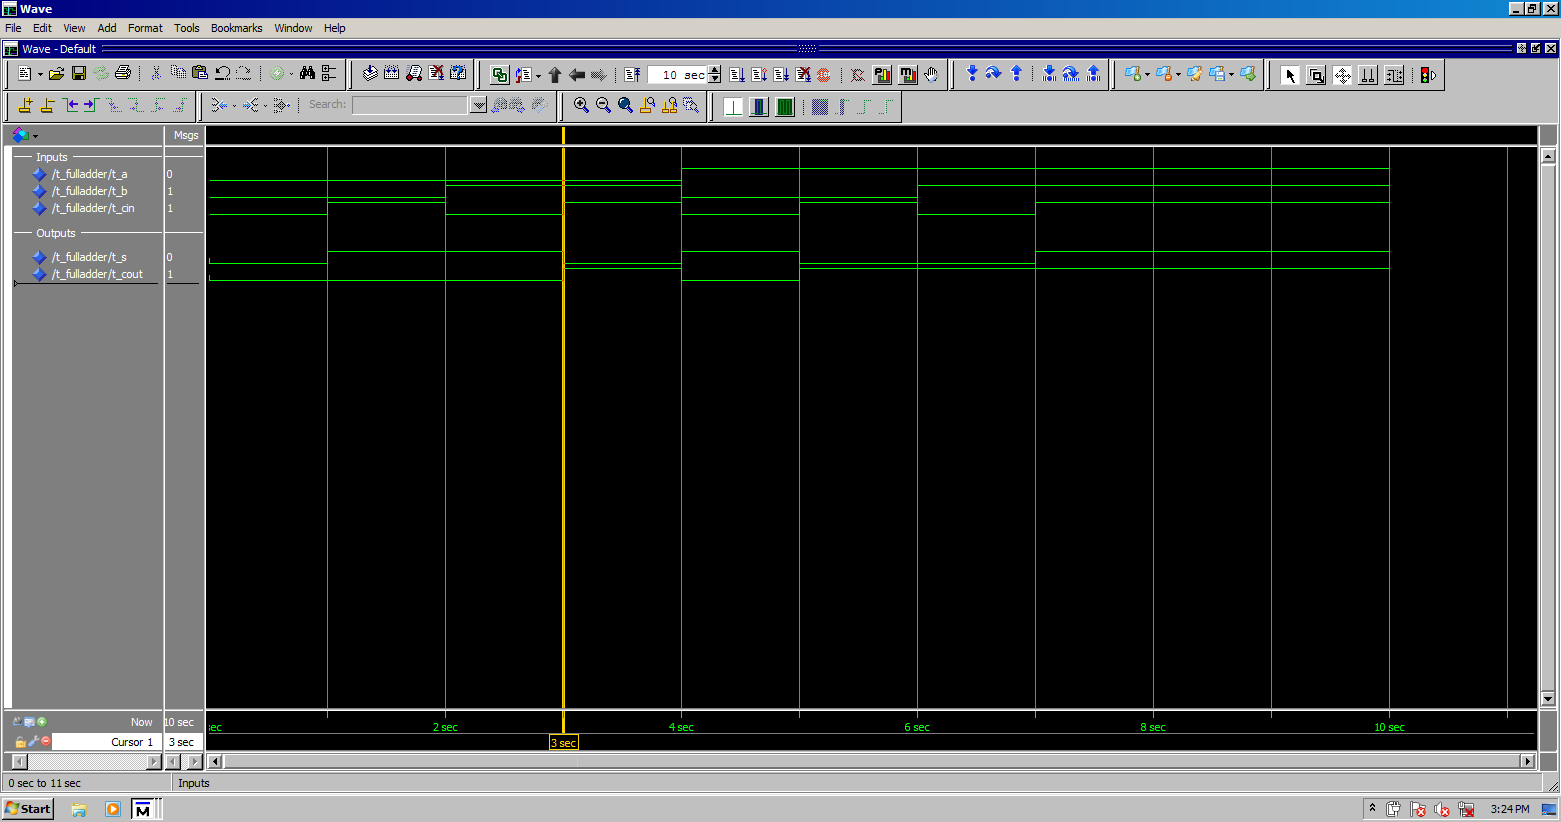 Wave
File Edit View Add Format Tools Bookmarks Window Help
Wave - Default
10 sec
Search:
Msgs
Inputs
/t_fulladder/t_a 0
/t_fulladder/t_b 1
/t_fulladder/t_cin 1
Outputs
/t_fulladder/t_s 0
/t_fulladder/t_cout 1
Now 10 sec
sec 2 sec 4 sec 6 sec 8 sec 10 sec
Cursor 1 3 sec
3 sec
0 sec to 11 sec Inputs
Start M 3:24 PM